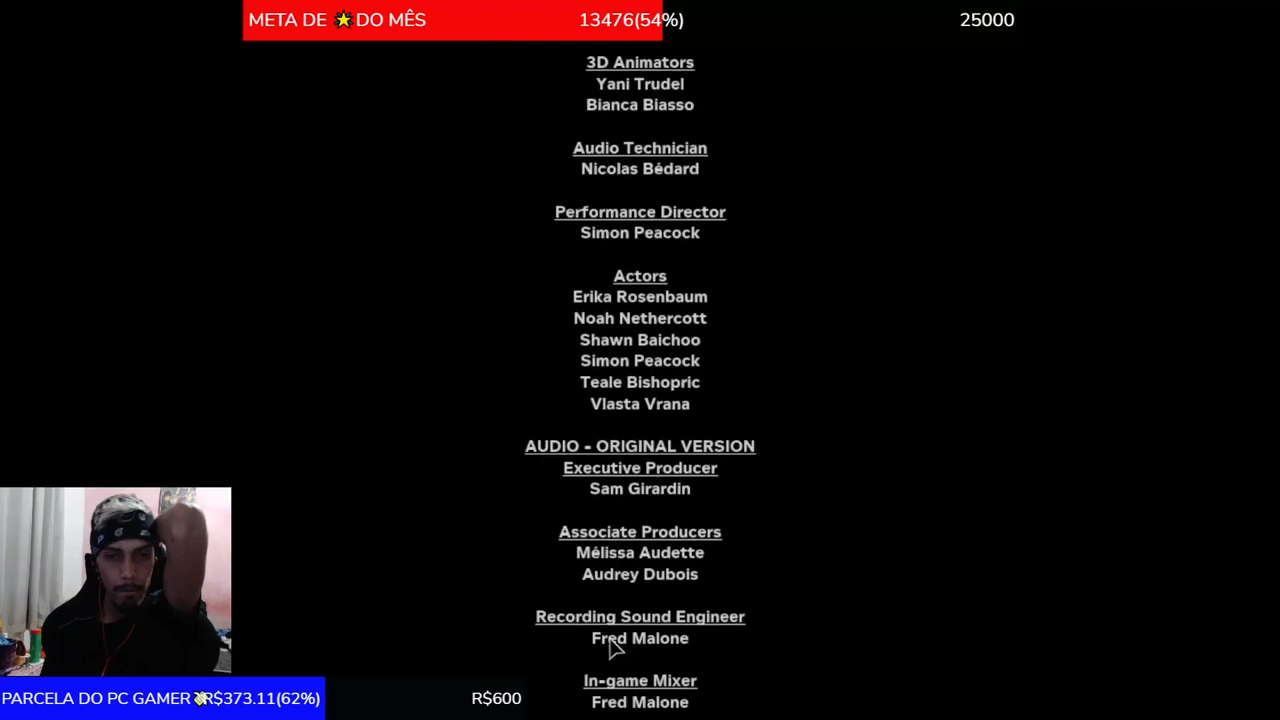 META DE DO MÊS 13476(54%) 25000
3D Animators
Yani Trudel
Bianca Biasso
Audio Technician
Nicolas Bédard
Performance Director
Simon Peacock
Actors
Erika Rosenbaum
Noah Nethercott
Shawn Baichoo
Simon Peacock
Teale Bishopric
Vlasta Vrana
AUDIO - ORIGINAL VERSION
Executive Producer
Sam Girardin
Associate Producers
Mélissa Audette
Audrey Dubois
Recording Sound Engineer
Fred Malone
In-game Mixer
Fred Malone
PARCELA DO PC GAMER R$373.11(62%) R$600